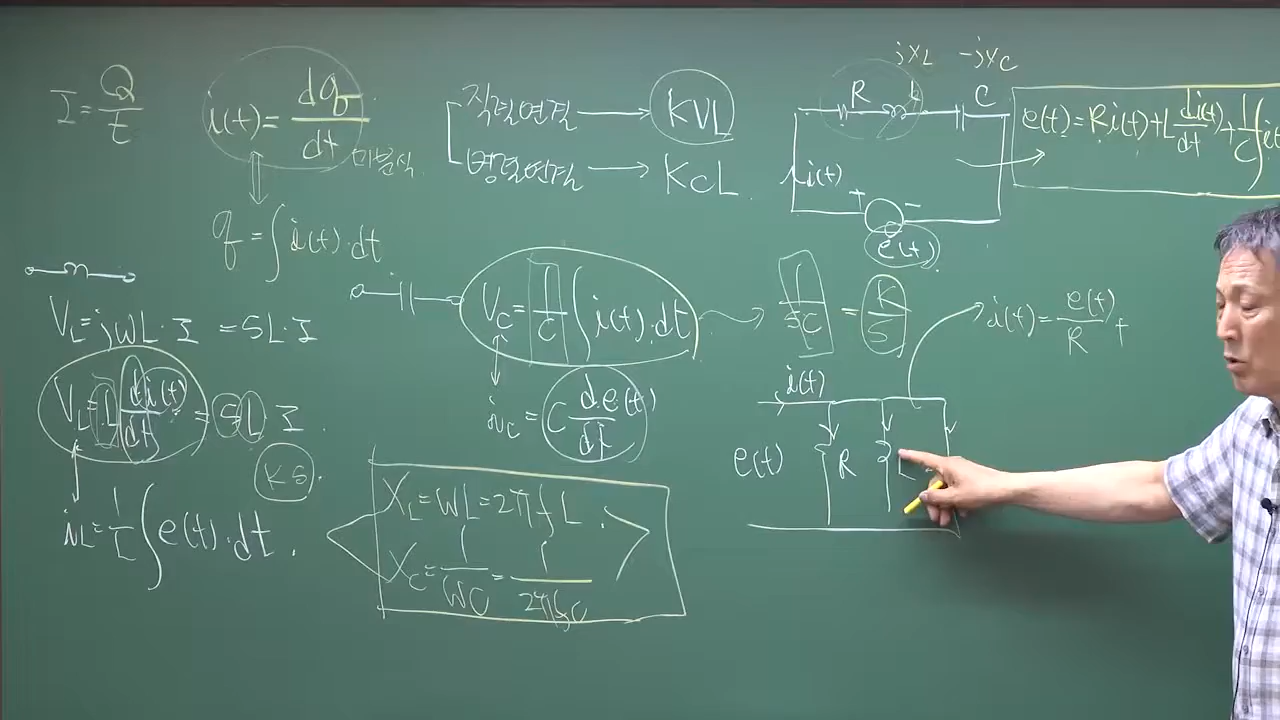 I = Q/t
i(t) = dq/dt 미분식
q = ∫ i(t)·dt
직렬연결 → KVL
병렬연결 → KCL
jXL -jXC
R L C
i(t)
+ -
e(t)
e(t) = Ri(t) + L di(t)/dt + 1/C ∫ i(t
VL = jωL·I = SL·I
VL = L di(t)/dt = SL I
KS
iL = 1/L ∫ e(t)·dt
VC = 1/C ∫ i(t)·dt → 1/SC = K/S
iC = C de(t)/dt
XL = ωL = 2πfL
XC = 1/ωC = 1/2πfC
i(t) = e(t)/R +
i(t)
e(t) R L